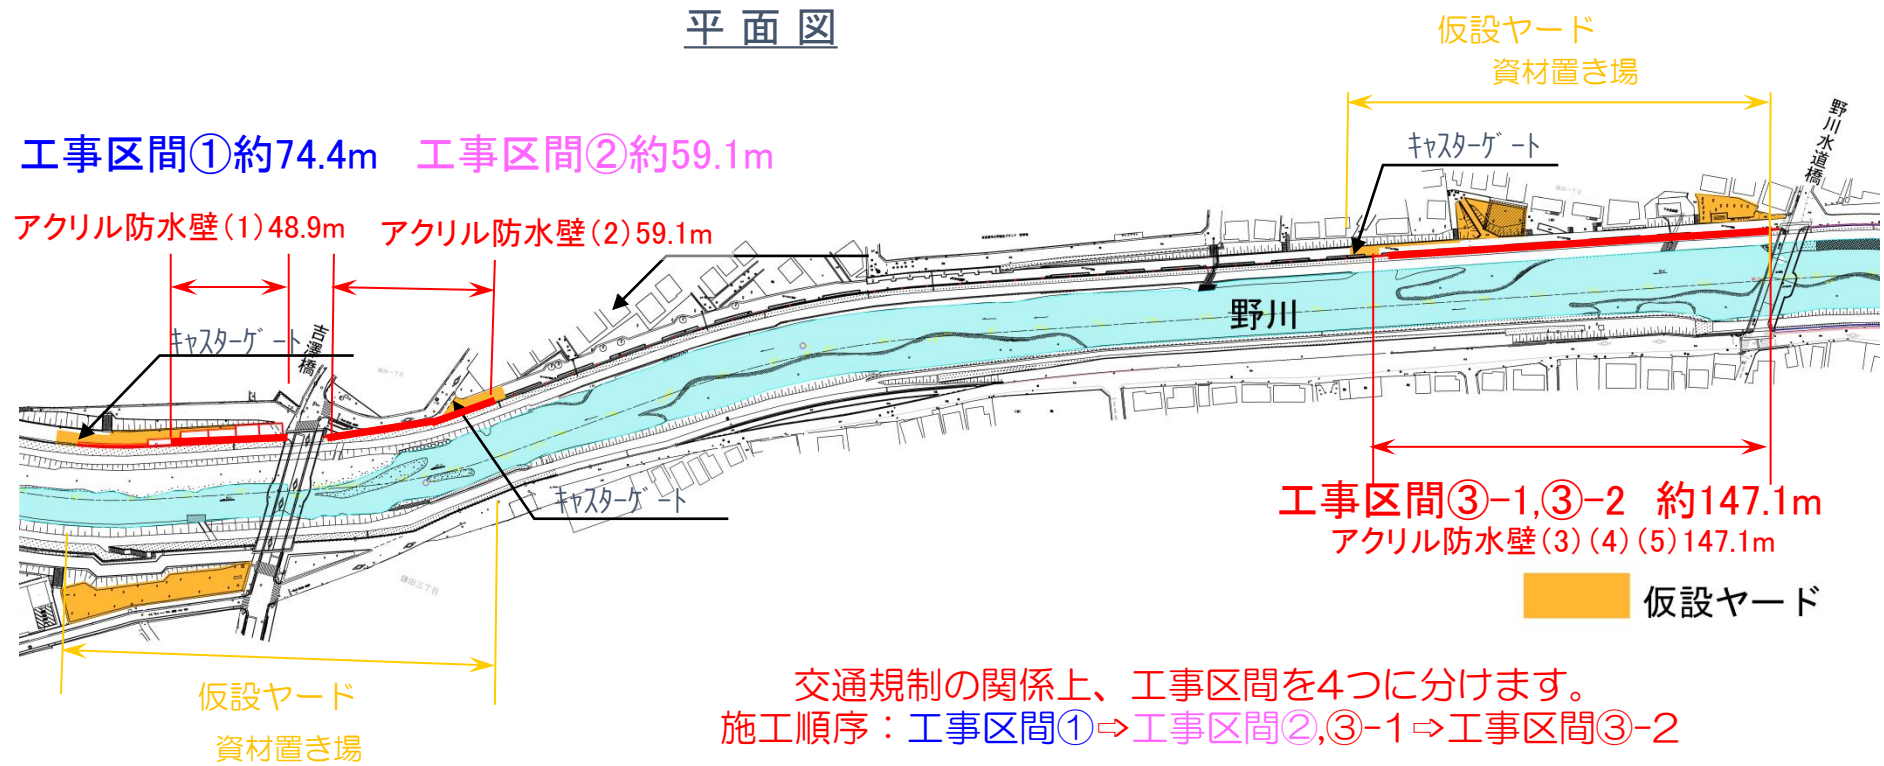 平 面 図
仮設ヤード
資材置き場
野川水道橋
工事区間①約74.4m
工事区間②約59.1m
ｷｬｽﾀｰｹﾞｰﾄ
アクリル防水壁(1)48.9m
アクリル防水壁(2)59.1m
野川
ｷｬｽﾀｰｹﾞｰﾄ
吉澤橋
ｷｬｽﾀｰｹﾞｰﾄ
工事区間③-1,③-2 約147.1m
アクリル防水壁(3)(4)(5)147.1m
鎌田三丁目
仮設ヤード
仮設ヤード
資材置き場
交通規制の関係上、工事区間を4つに分けます。
施工順序：工事区間①⇨工事区間②,③-1⇨工事区間③-2